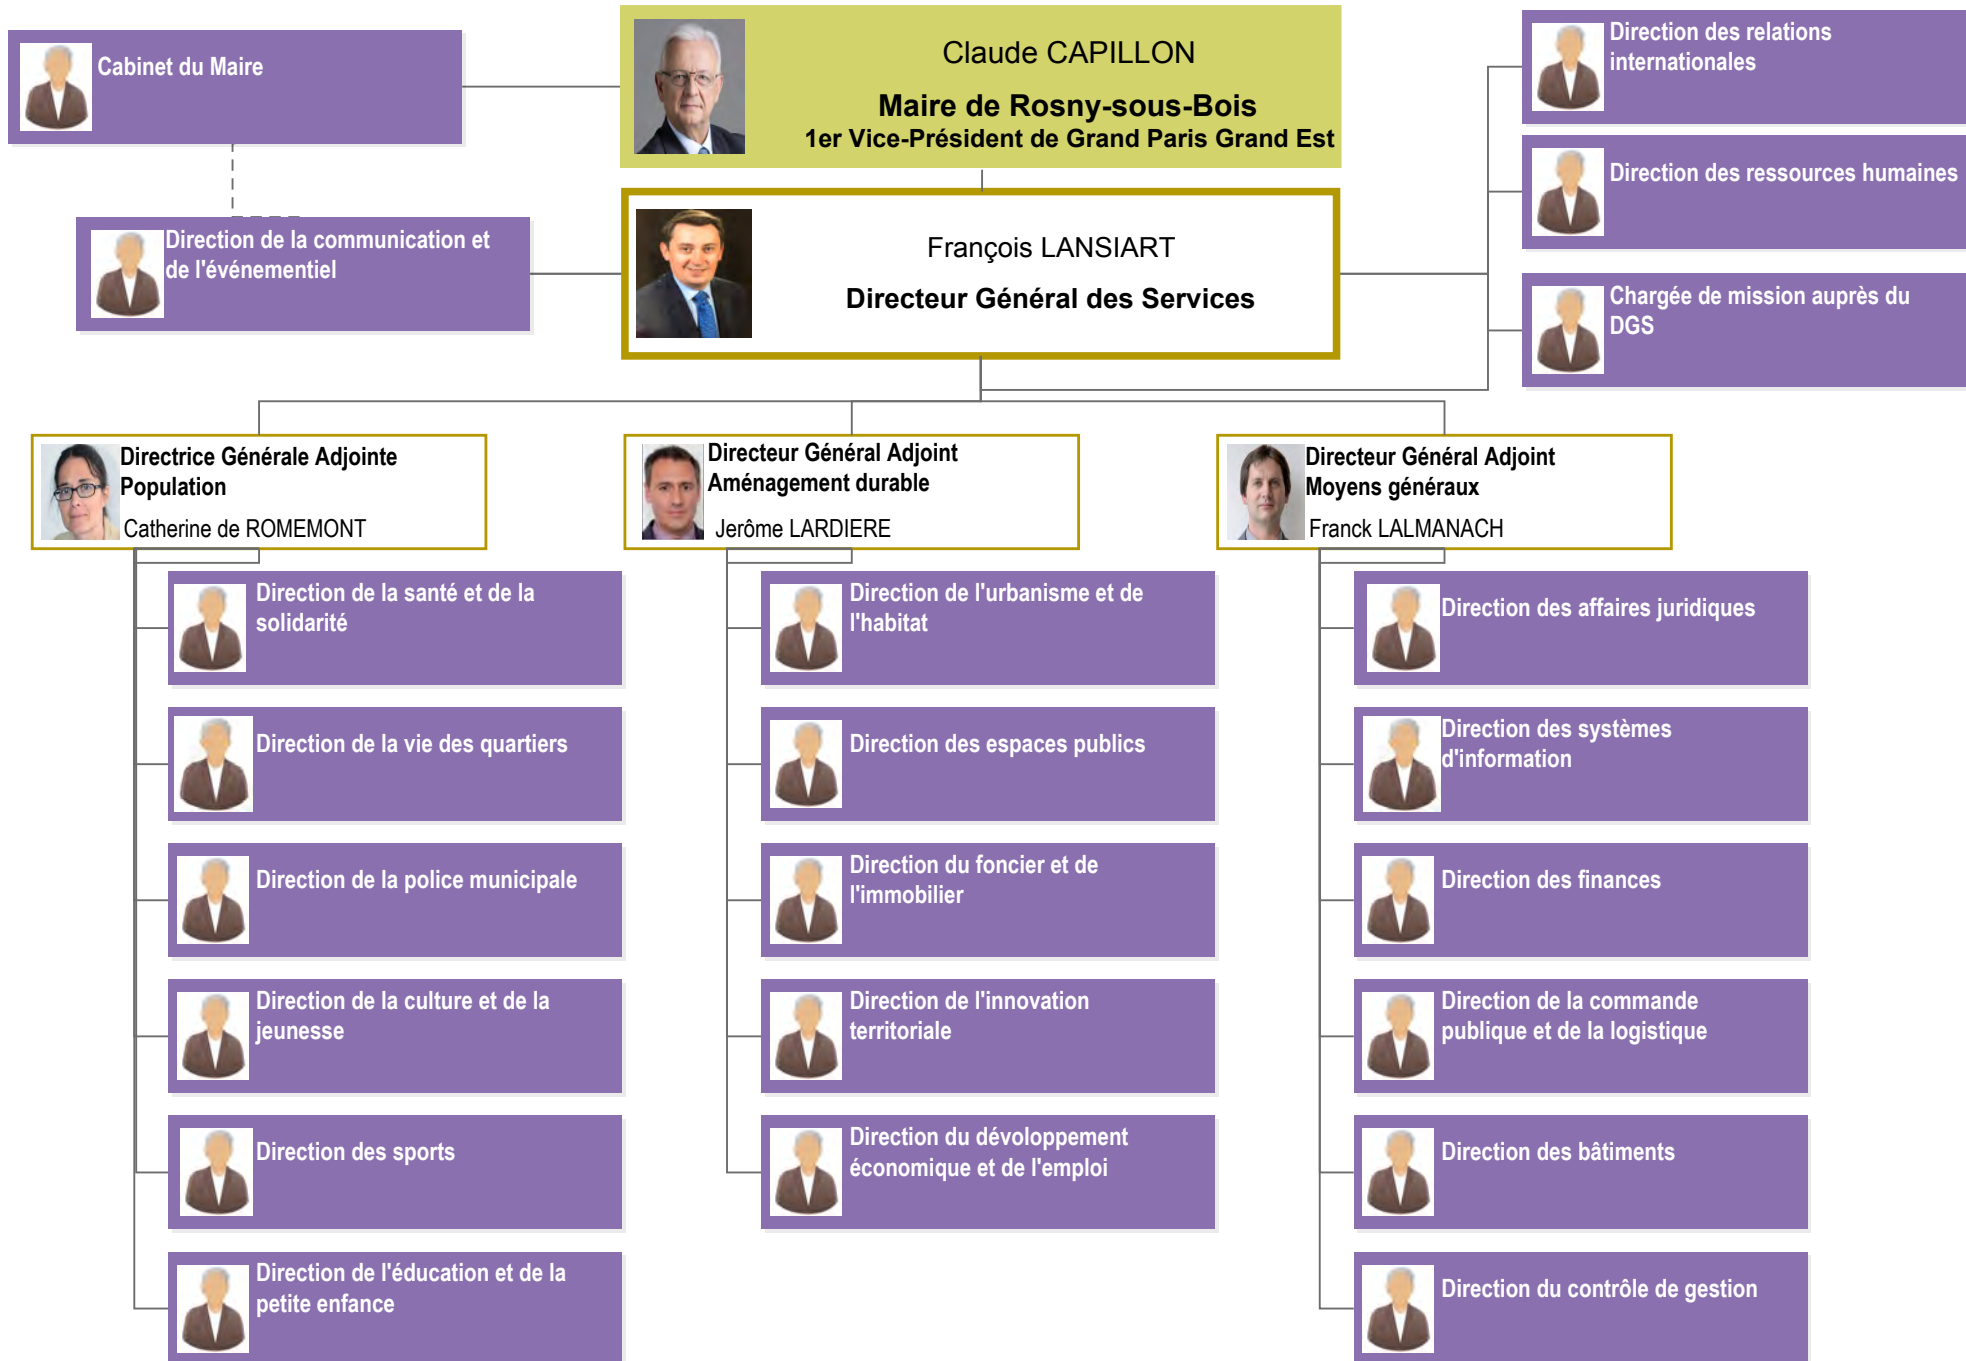 Cabinet du Maire
Claude CAPILLON
Maire de Rosny-sous-Bois
1er Vice-Président de Grand Paris Grand Est
Direction des relations
internationales
Direction des ressources humaines
Direction de la communication et
de l'événementiel
François LANSIART
Directeur Général des Services
Chargée de mission auprès du
DGS
Directrice Générale Adjointe
Population
Catherine de ROMEMONT
Directeur Général Adjoint
Aménagement durable
Jerôme LARDIERE
Directeur Général Adjoint
Moyens généraux
Franck LALMANACH
Direction de la santé et de la
solidarité
Direction de la vie des quartiers
Direction de la police municipale
Direction de la culture et de la
jeunesse
Direction des sports
Direction de l'éducation et de la
petite enfance
Direction de l'urbanisme et de
l'habitat
Direction des espaces publics
Direction du foncier et de
l'immobilier
Direction de l'innovation
territoriale
Direction du dévoloppement
économique et de l'emploi
Direction des affaires juridiques
Direction des systèmes
d'information
Direction des finances
Direction de la commande
publique et de la logistique
Direction des bâtiments
Direction du contrôle de gestion